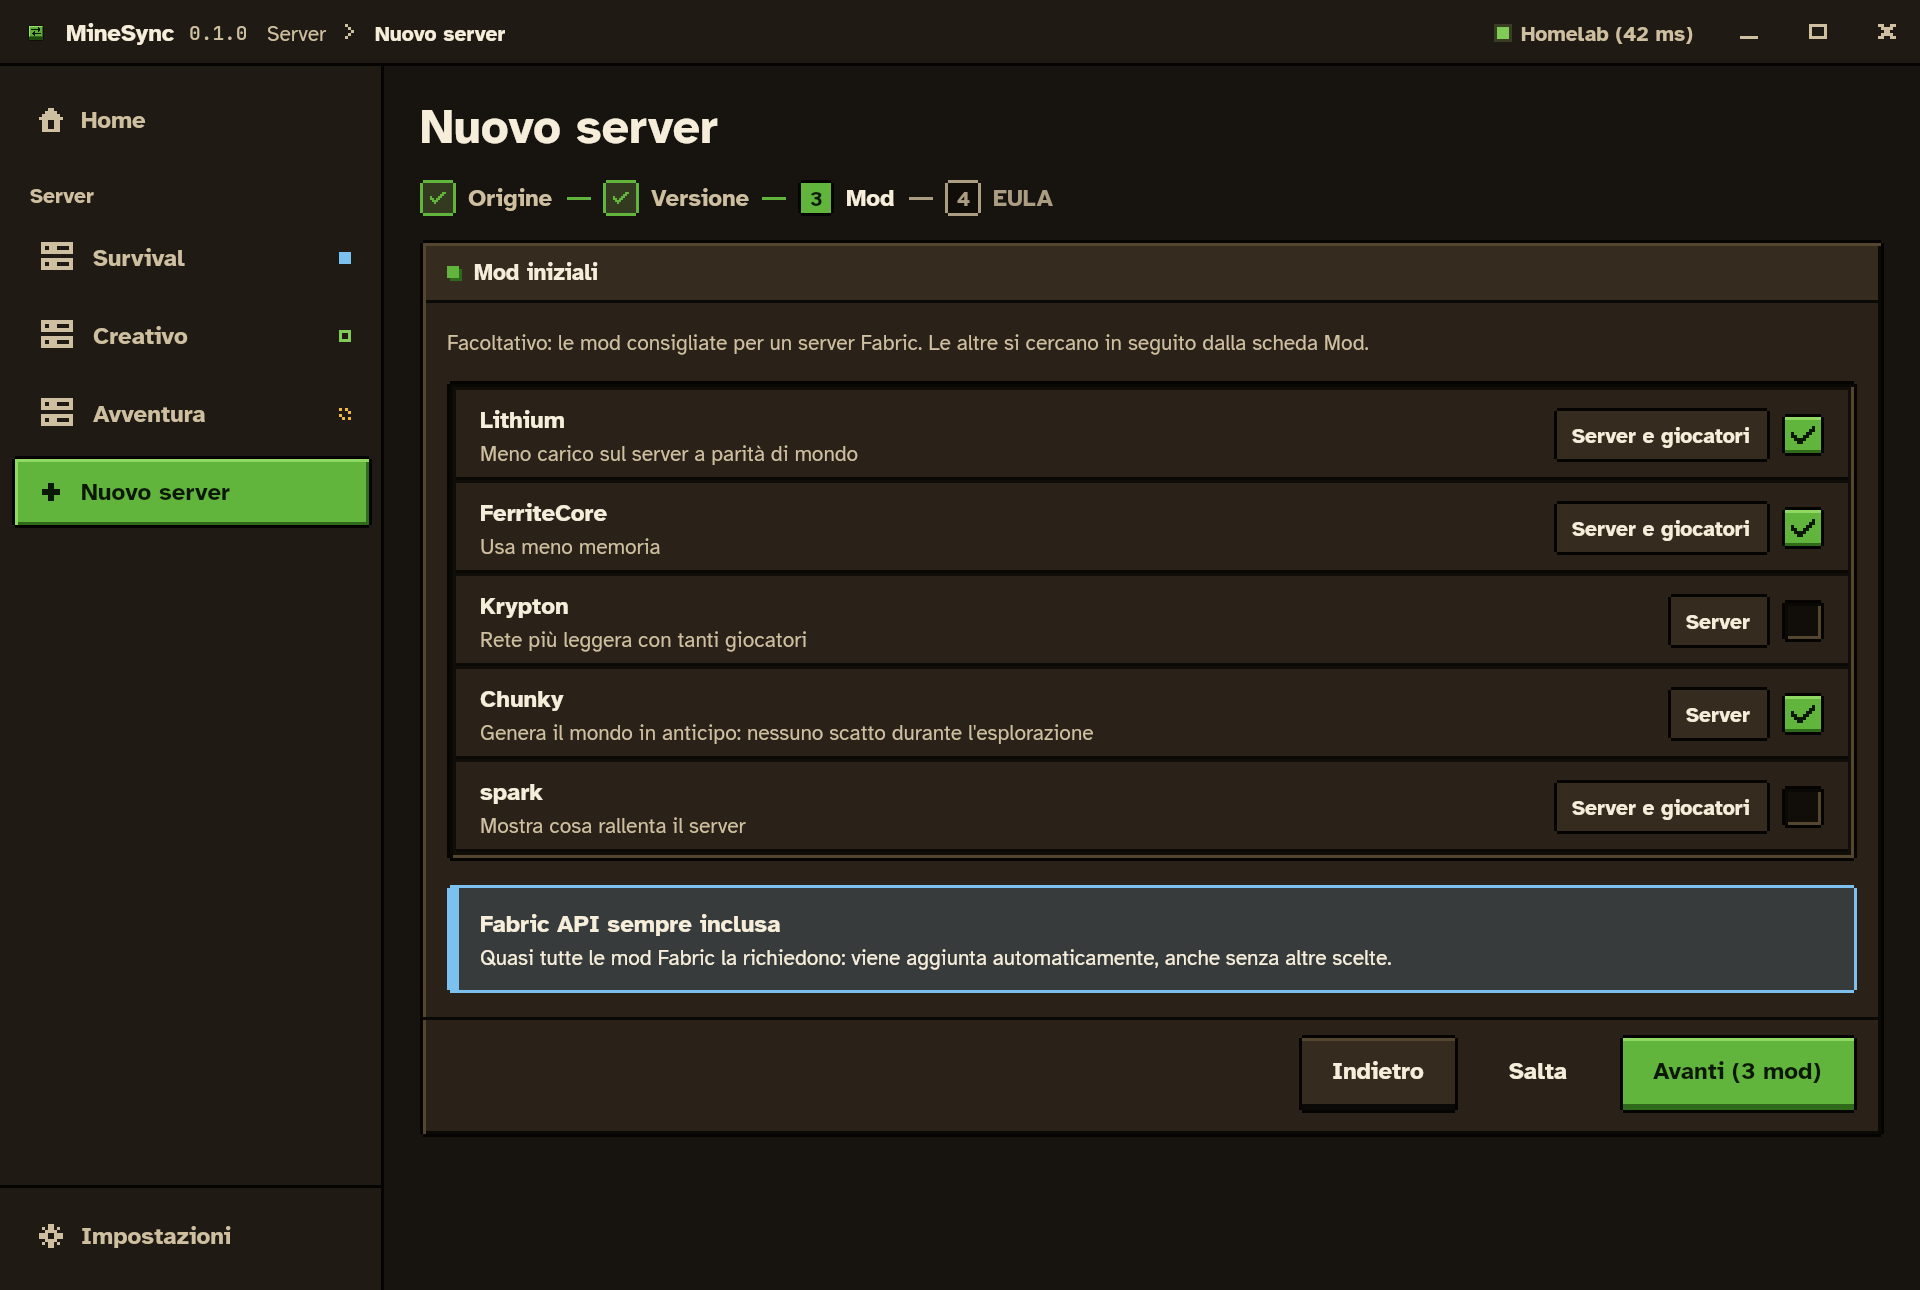 MineSync 0.1.0 Server > Nuovo server
Homelab (42 ms)
Home
Server
Survival
Creativo
Avventura
Nuovo server
Impostazioni
Nuovo server
Origine
Versione
3 Mod
4 EULA
Mod iniziali
Facoltativo: le mod consigliate per un server Fabric. Le altre si cercano in seguito dalla scheda Mod.
Lithium
Meno carico sul server a parità di mondo
Server e giocatori
FerriteCore
Usa meno memoria
Server e giocatori
Krypton
Rete più leggera con tanti giocatori
Server
Chunky
Genera il mondo in anticipo: nessuno scatto durante l'esplorazione
Server
spark
Mostra cosa rallenta il server
Server e giocatori
Fabric API sempre inclusa
Quasi tutte le mod Fabric la richiedono: viene aggiunta automaticamente, anche senza altre scelte.
Indietro
Salta
Avanti (3 mod)